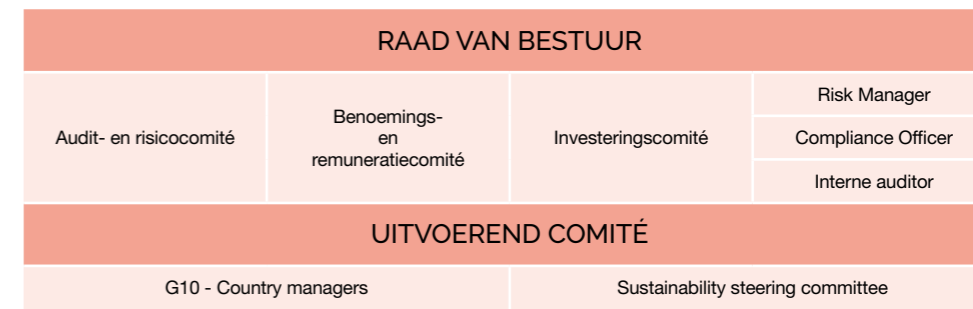 RAAD VAN BESTUUR
Audit- en risicocomité
Benoemings-
en
remuneratiecomité
Investeringscomité
Risk Manager
Compliance Officer
Interne auditor
UITVOEREND COMITÉ
G10 - Country managers
Sustainability steering committee